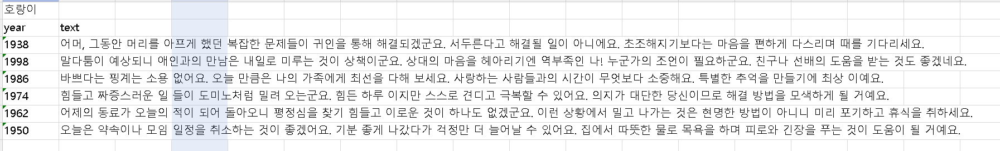 호랑이
year text
1938 어머, 그동안 머리를 아프게 했던 복잡한 문제들이 귀인을 통해 해결되겠군요. 서두른다고 해결될 일이 아니에요. 초조해지기보다는 마음을 편하게 다스리며 때를 기다리세요.
1998 말다툼이 예상되니 애인과의 만남은 내일로 미루는 것이 상책이군요. 상대의 마음을 헤아리기엔 역부족인 나! 누군가의 조언이 필요하군요. 친구나 선배의 도움을 받는 것도 좋겠네요.
1986 바쁘다는 핑계는 소용 없어요. 오늘 만큼은 나의 가족에게 최선을 다해 보세요. 사랑하는 사람들과의 시간이 무엇보다 소중해요. 특별한 추억을 만들기에 최상 이예요.
1974 힘들고 짜증스러운 일 들이 도미노처럼 밀려 오는군요. 힘든 하루 이지만 스스로 견디고 극복할 수 있어요. 의지가 대단한 당신이므로 해결 방법을 모색하게 될 거예요.
1962 어제의 동료가 오늘의 적이 되어 돌아오니 평정심을 찾기 힘들고 이로운 것이 하나도 없겠군요. 이런 상황에서 밀고 나가는 것은 현명한 방법이 아니니 미리 포기하고 휴식을 취하세요.
1950 오늘은 약속이나 모임 일정을 취소하는 것이 좋겠어요. 기분 좋게 나갔다가 걱정만 더 늘어날 수 있어요. 집에서 따뜻한 물로 목욕을 하며 피로와 긴장을 푸는 것이 도움이 될 거예요.